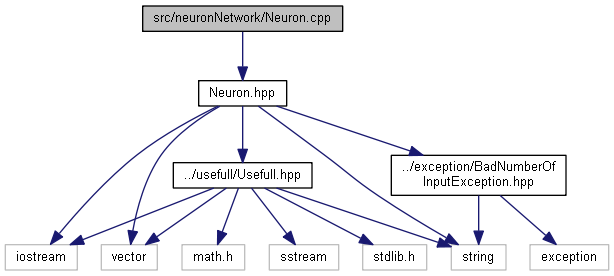 src/neuronNetwork/Neuron.cpp
Neuron.hpp
../usefull/Usefull.hpp
../exception/BadNumberOf
InputException.hpp
iostream
vector
math.h
sstream
stdlib.h
string
exception